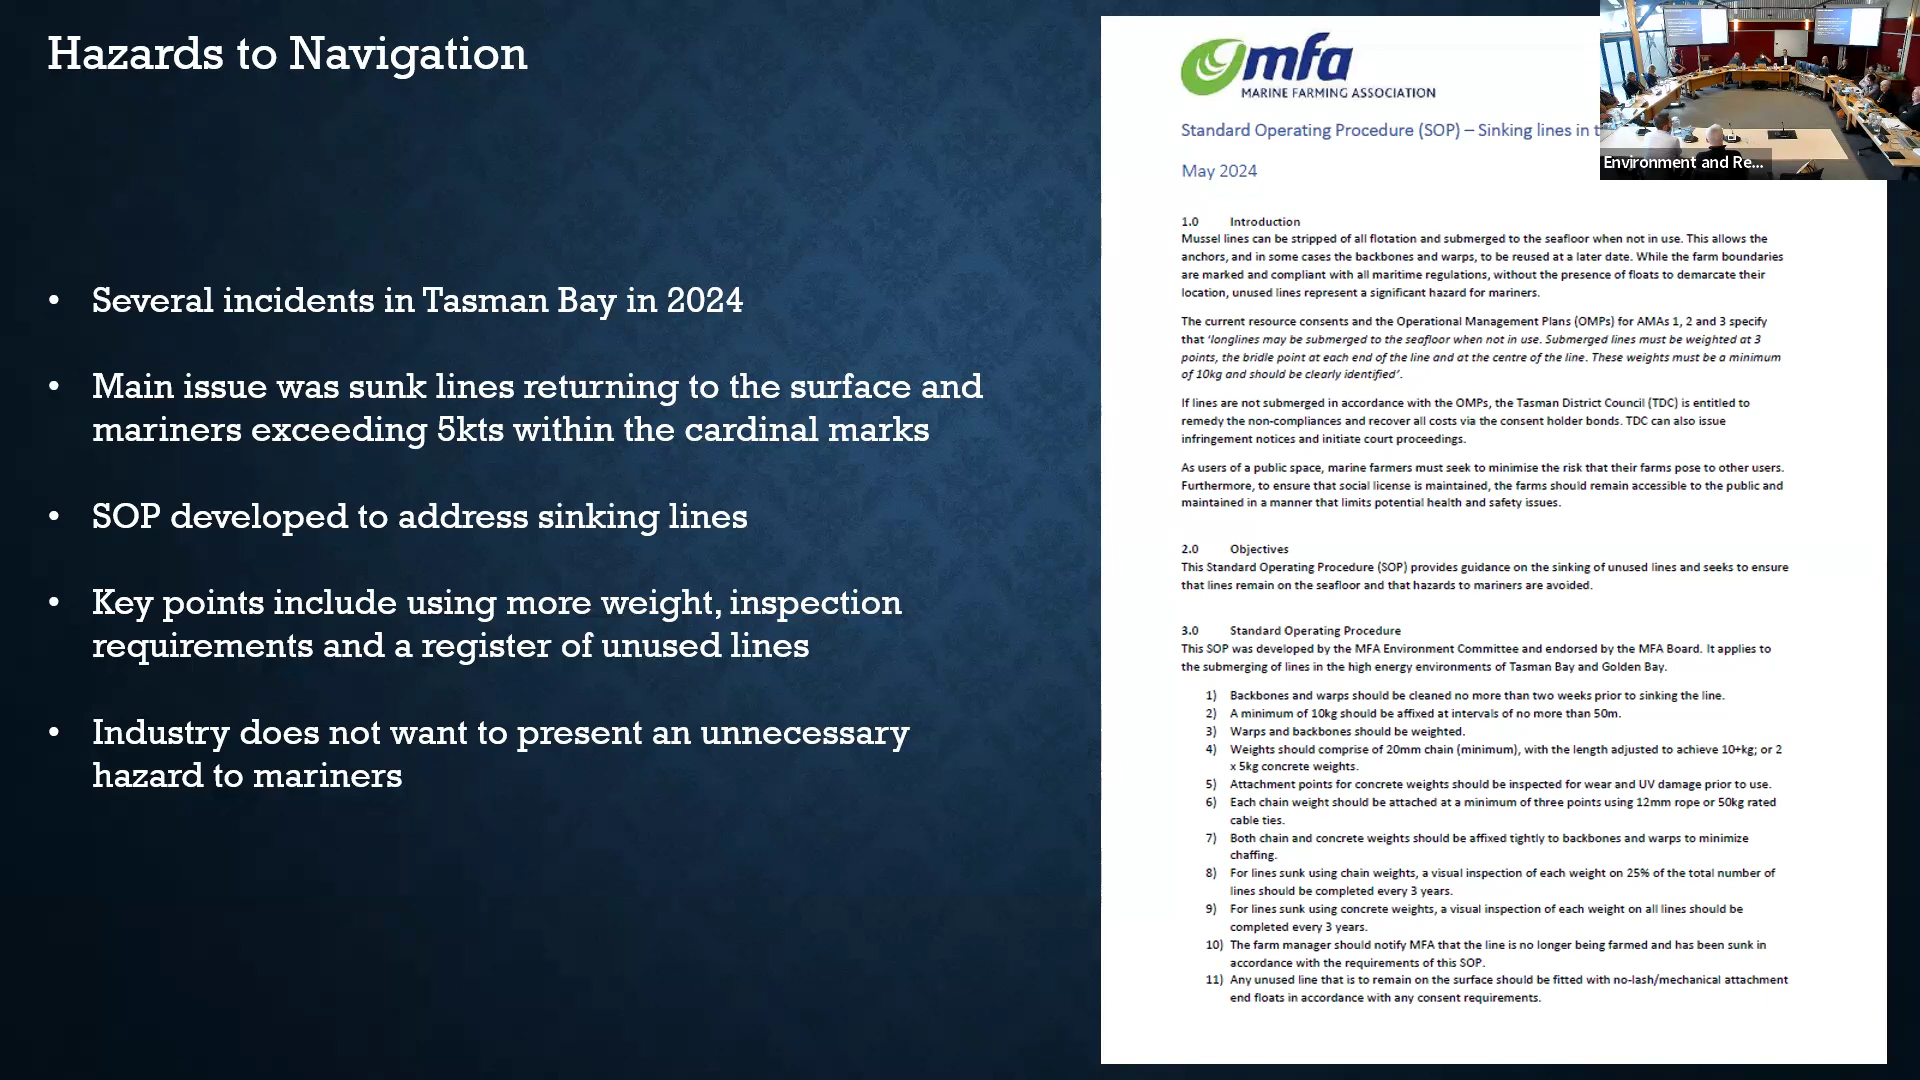 Hazards to Navigation
• Several incidents in Tasman Bay in 2024
• Main issue was sunk lines returning to the surface and
mariners exceeding 5kts within the cardinal marks
• SOP developed to address sinking lines
• Key points include using more weight, inspection
requirements and a register of unused lines
• Industry does not want to present an unnecessary
hazard to mariners
mfa
MARINE FARMING ASSOCIATION
Standard Operating Procedure (SOP) – Sinking lines in t
May 2024
1.0 Introduction
Mussel lines can be stripped of all flotation and submerged to the seafloor when not in use. This allows the
anchors, and in some cases the backbones and warps, to be reused at a later date. While the farm boundaries
are marked and compliant with all maritime regulations, without the presence of floats to demarcate their
location, unused lines represent a significant hazard for mariners.
The current resource consents and the Operational Management Plans (OMPs) for AMAs 1, 2 and 3 specify
that ‘longlines may be submerged to the seafloor when not in use. Submerged lines must be weighted at 3
points, the bridle point at each end of the line and at the centre of the line. These weights must be a minimum
of 10kg and should be clearly identified’.
If lines are not submerged in accordance with the OMPs, the Tasman District Council (TDC) is entitled to
remedy the non-compliances and recover all costs via the consent holder bonds. TDC can also issue
infringement notices and initiate court proceedings.
As users of a public space, marine farmers must seek to minimise the risk that their farms pose to other users.
Furthermore, to ensure that social license is maintained, the farms should remain accessible to the public and
maintained in a manner that limits potential health and safety issues.
2.0 Objectives
This Standard Operating Procedure (SOP) provides guidance on the sinking of unused lines and seeks to ensure
that lines remain on the seafloor and that hazards to mariners are avoided.
3.0 Standard Operating Procedure
This SOP was developed by the MFA Environment Committee and endorsed by the MFA Board. It applies to
the submerging of lines in the high energy environments of Tasman Bay and Golden Bay.
1) Backbones and warps should be cleaned no more than two weeks prior to sinking the line.
2) A minimum of 10kg should be affixed at intervals of no more than 50m.
3) Warps and backbones should be weighted.
4) Weights should comprise of 20mm chain (minimum), with the length adjusted to achieve 10+kg; or 2
x 5kg concrete weights.
5) Attachment points for concrete weights should be inspected for wear and UV damage prior to use.
6) Each chain weight should be attached at a minimum of three points using 12mm rope or 50kg rated
cable ties.
7) Both chain and concrete weights should be affixed tightly to backbones and warps to minimize
chaffing.
8) For lines sunk using chain weights, a visual inspection of each weight on 25% of the total number of
lines should be completed every 3 years.
9) For lines sunk using concrete weights, a visual inspection of each weight on all lines should be
completed every 3 years.
10) The farm manager should notify MFA that the line is no longer being farmed and has been sunk in
accordance with the requirements of this SOP.
11) Any unused line that is to remain on the surface should be fitted with no-lash/mechanical attachment
end floats in accordance with any consent requirements.
Environment and Re...